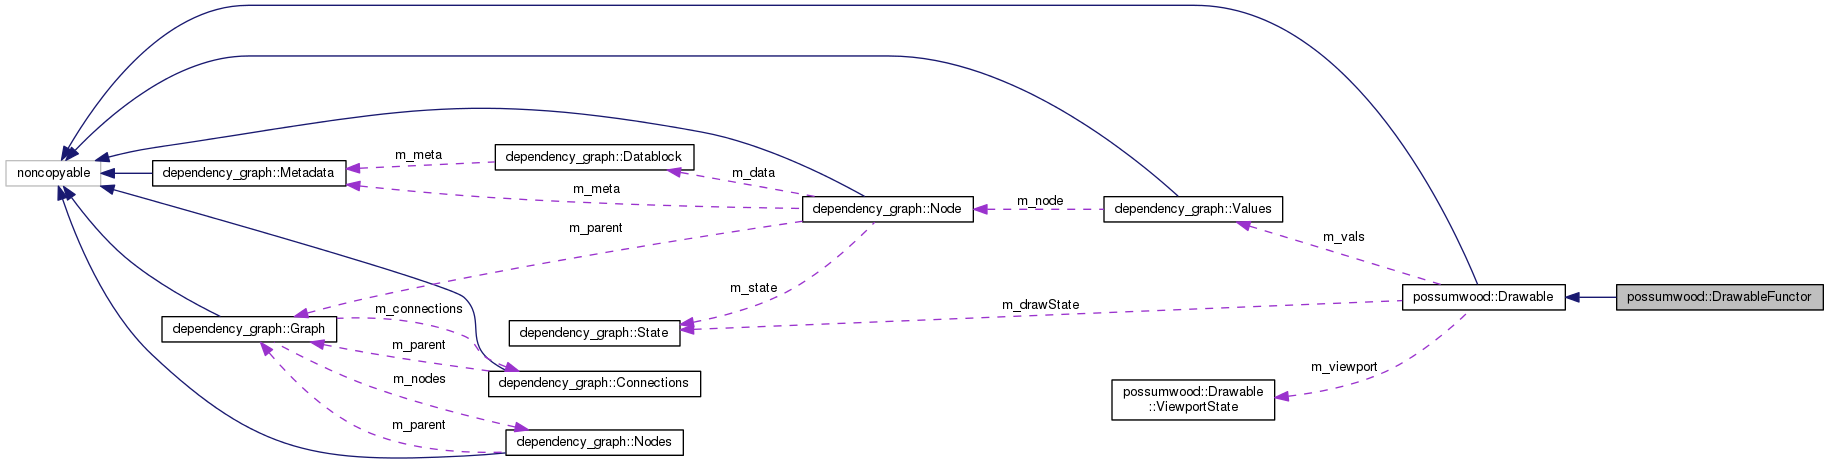 noncopyable
dependency_graph::Metadata
m_meta
dependency_graph::Datablock
m_data
m_meta
dependency_graph::Node
m_node
dependency_graph::Values
m_parent
m_vals
m_state
m_drawState
possumwood::Drawable
possumwood::DrawableFunctor
dependency_graph::Graph
m_connections
dependency_graph::State
m_parent
m_nodes
dependency_graph::Connections
m_viewport
possumwood::Drawable
::ViewportState
m_parent
dependency_graph::Nodes